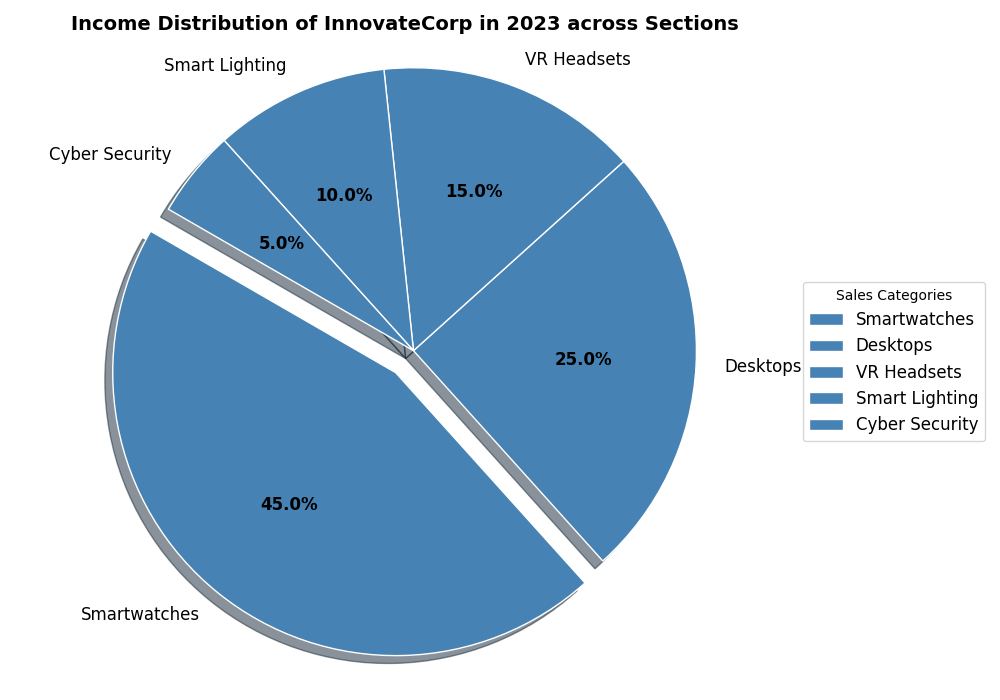 Income Distribution of InnovateCorp in 2023 across Sections
VR Headsets
Smart Lighting
Cyber Security
15.0%
10.0%
5.0%
25.0%
Desktops
45.0%
Smartwatches
Sales Categories
Smartwatches
Desktops
VR Headsets
Smart Lighting
Cyber Security